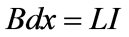 Bdx = LI